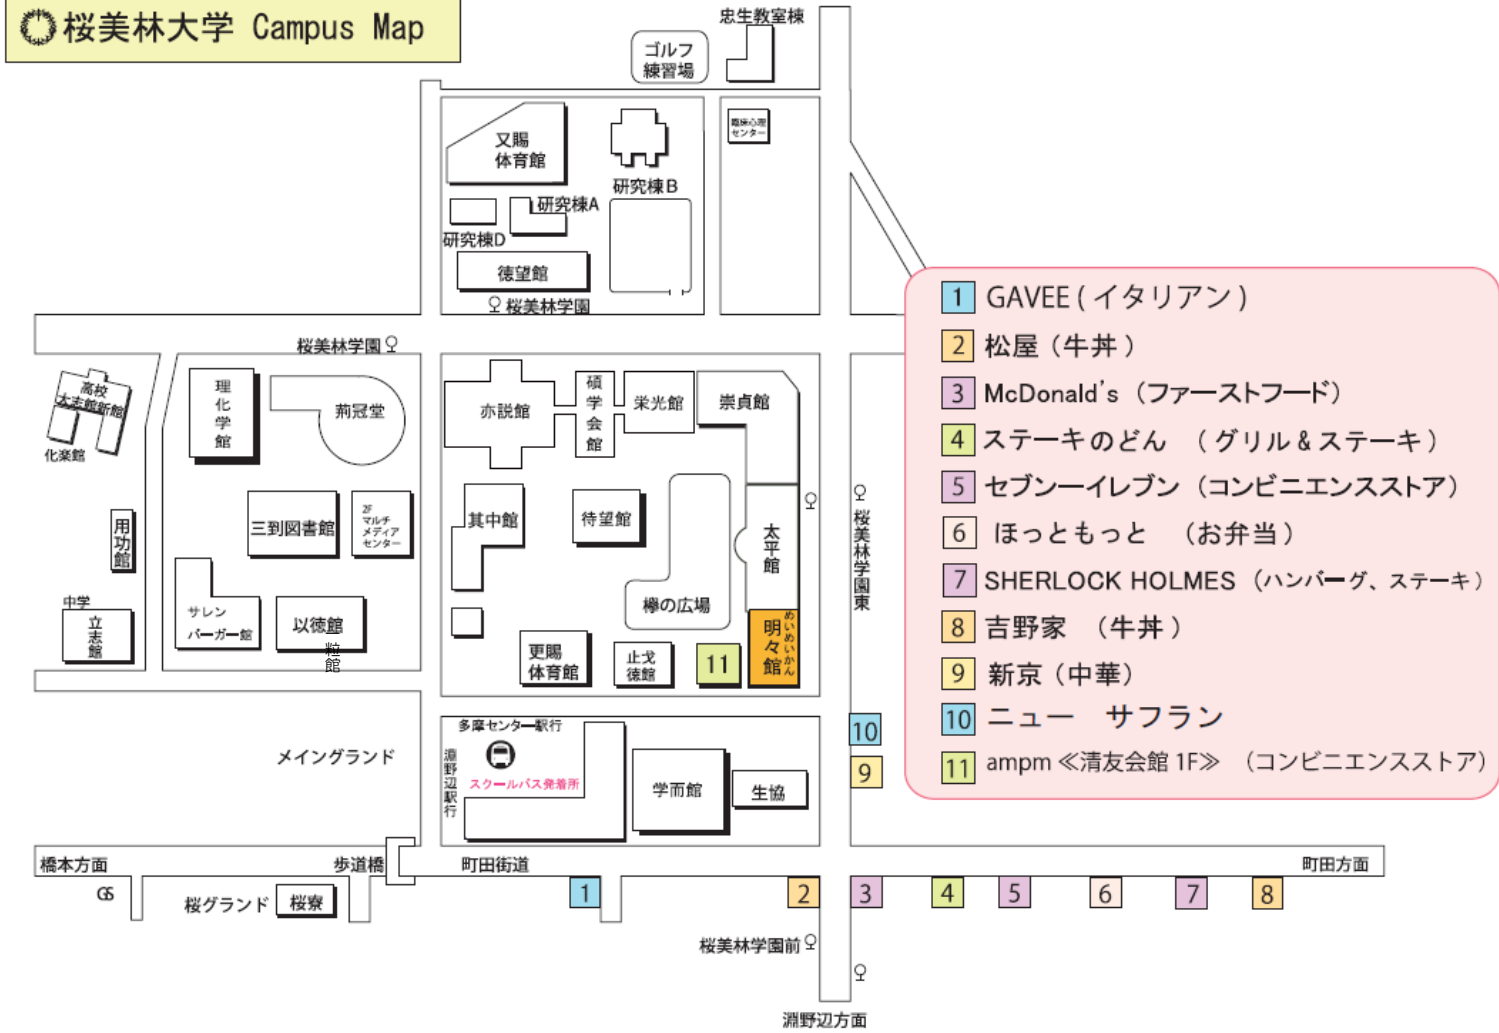 桜美林大学 Campus Map
忠生教室棟
ゴルフ
練習場
臨床心理
センター
又賜
体育館
研究棟B
研究棟A
研究棟D
徳望館
桜美林学園
桜美林学園
高校
大志館新館
化楽館
理
化
学
館
荊冠堂
亦説館
碩
学
会
館
栄光館
崇貞館
三到図書館
2F
マルチ
メディア
センター
其中館
待望館
太
平
館
桜美林学園東
用功館
中学
立
志
館
サレン
バーガー館
以徳館
一粒館
欅の広場
更賜
体育館
止戈
徳館
11
明々館
めいめいかん
メイングランド
多摩センター駅行
淵野辺駅行
スクールバス発着所
学而館
生協
10
9
橋本方面
歩道橋
町田街道
町田方面
GS
桜グランド
桜寮
1
2
3
4
5
6
7
8
桜美林学園前
淵野辺方面
1 GAVEE ( イタリアン )
2 松屋（牛丼 ）
3 McDonald's （ファーストフード）
4 ステーキのどん （ グリル & ステーキ ）
5 セブンーイレブン （コンビニエンスストア）
6 ほっともっと （お弁当 ）
7 SHERLOCK HOLMES （ハンバーグ、ステーキ ）
8 吉野家 （牛丼 ）
9 新京（中華）
10 ニュー サフラン
11 ampm ≪清友会館 1F≫ （コンビニエンスストア）